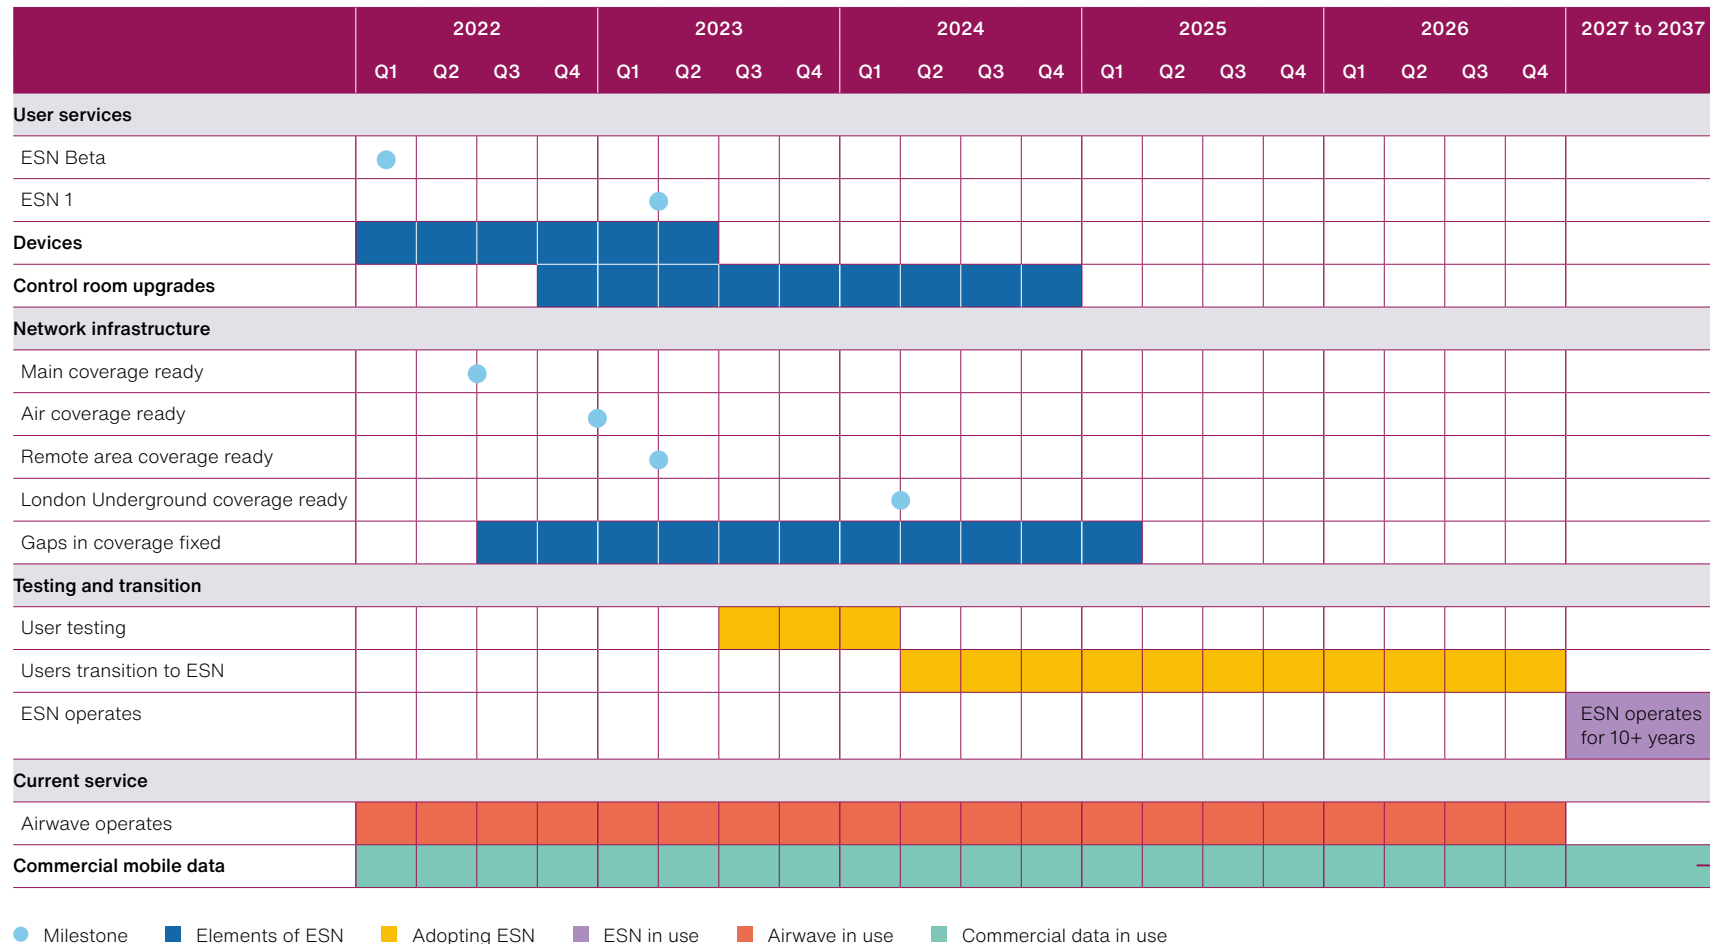 2022 2023 2024 2025 2026 2027 to 2037
Q1 Q2 Q3 Q4 Q1 Q2 Q3 Q4 Q1 Q2 Q3 Q4 Q1 Q2 Q3 Q4 Q1 Q2 Q3 Q4
User services
ESN Beta
ESN 1
Devices
Control room upgrades
Network infrastructure
Main coverage ready
Air coverage ready
Remote area coverage ready
London Underground coverage ready
Gaps in coverage fixed
Testing and transition
User testing
Users transition to ESN
ESN operates
ESN operates
for 10+ years
Current service
Airwave operates
Commercial mobile data
Milestone Elements of ESN Adopting ESN ESN in use Airwave in use Commercial data in use